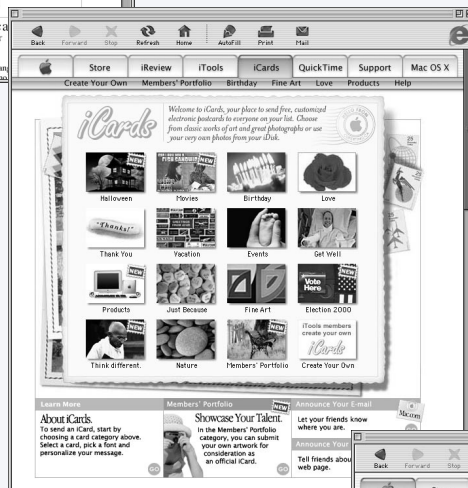 Back Forward Stop Refresh Home AutoFill Print Mail
Store iReview iTools iCards QuickTime Support Mac OS X
Create Your Own Members' Portfolio Birthday Fine Art Love Products Help
iCards
Welcome to iCards, your place to send free, customized
electronic postcards to everyone on your list. Choose
from classic works of art and great photographs or use
your very own photos from your iDisk.
NEW NEW
Halloween Movies Birthday Love
"Thanks!"
Thank You Vacation Events Get Well
NEW Vote Here NEW
Products Just Because Fine Art Election 2000
NEW iTools members
create your own
iCards
Think different. Nature Members' Portfolio Create Your Own
Learn More
About iCards.
To send an iCard, start by
choosing a card category above.
Select a card, pick a font and
personalize your message.
GO
Members' Portfolio NEW
Showcase Your Talent.
In the Members' Portfolio
category, you can submit
your own artwork for
consideration as
an official iCard.
GO
Announce Your E-mail
Let your friends know
where you are.
Mac.com
Announce Your
Tell friends abou
web page.
Back Forward Stop